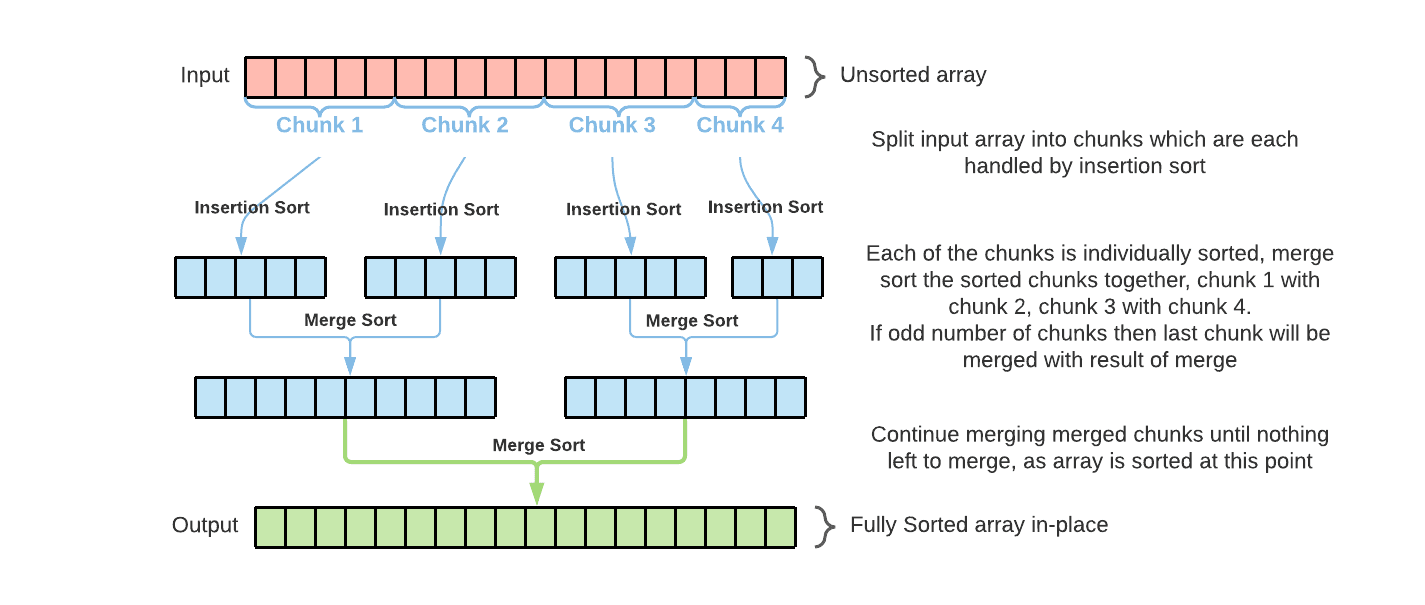 Input
Unsorted array
Chunk 1
Chunk 2
Chunk 3
Chunk 4
Split input array into chunks which are each
handled by insertion sort
Insertion Sort
Insertion Sort
Insertion Sort
Insertion Sort
Each of the chunks is individually sorted, merge
sort the sorted chunks together, chunk 1 with
chunk 2, chunk 3 with chunk 4.
If odd number of chunks then last chunk will be
merged with result of merge
Merge Sort
Merge Sort
Continue merging merged chunks until nothing
left to merge, as array is sorted at this point
Merge Sort
Output
Fully Sorted array in-place